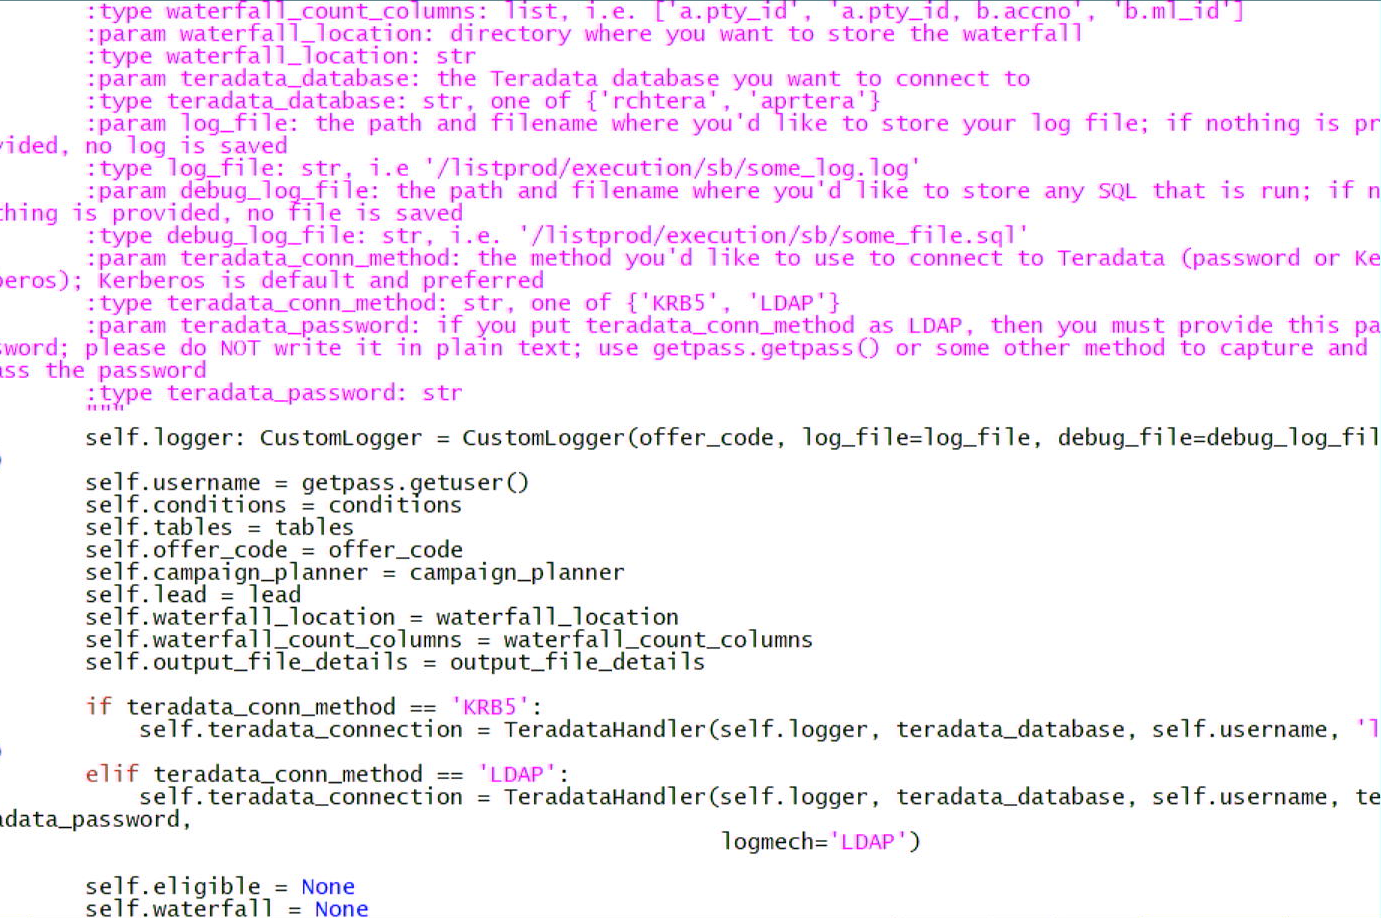 :type waterfall_count_columns: list, i.e. ['a.pty_id', 'a.pty_id, b.accno', 'b.ml_id']
:param waterfall_location: directory where you want to store the waterfall
:type waterfall_location: str
:param teradata_database: the Teradata database you want to connect to
:type teradata_database: str, one of {'rchtera', 'aprtera'}
:param log_file: the path and filename where you'd like to store your log file; if nothing is pr
vided, no log is saved
:type log_file: str, i.e '/listprod/execution/sb/some_log.log'
:param debug_log_file: the path and filename where you'd like to store any SQL that is run; if n
thing is provided, no file is saved
:type debug_log_file: str, i.e. '/listprod/execution/sb/some_file.sql'
:param teradata_conn_method: the method you'd like to use to connect to Teradata (password or Ke
beros); Kerberos is default and preferred
:type teradata_conn_method: str, one of {'KRB5', 'LDAP'}
:param teradata_password: if you put teradata_conn_method as LDAP, then you must provide this pa
sword; please do NOT write it in plain text; use getpass.getpass() or some other method to capture and
ass the password
:type teradata_password: str
"""
self.logger: CustomLogger = CustomLogger(offer_code, log_file=log_file, debug_file=debug_log_fil
)
self.username = getpass.getuser()
self.conditions = conditions
self.tables = tables
self.offer_code = offer_code
self.campaign_planner = campaign_planner
self.lead = lead
self.waterfall_location = waterfall_location
self.waterfall_count_columns = waterfall_count_columns
self.output_file_details = output_file_details
if teradata_conn_method == 'KRB5':
self.teradata_connection = TeradataHandler(self.logger, teradata_database, self.username, 'l
)
elif teradata_conn_method == 'LDAP':
self.teradata_connection = TeradataHandler(self.logger, teradata_database, self.username, te
adata_password,
logmech='LDAP')
self.eligible = None
self.waterfall = None